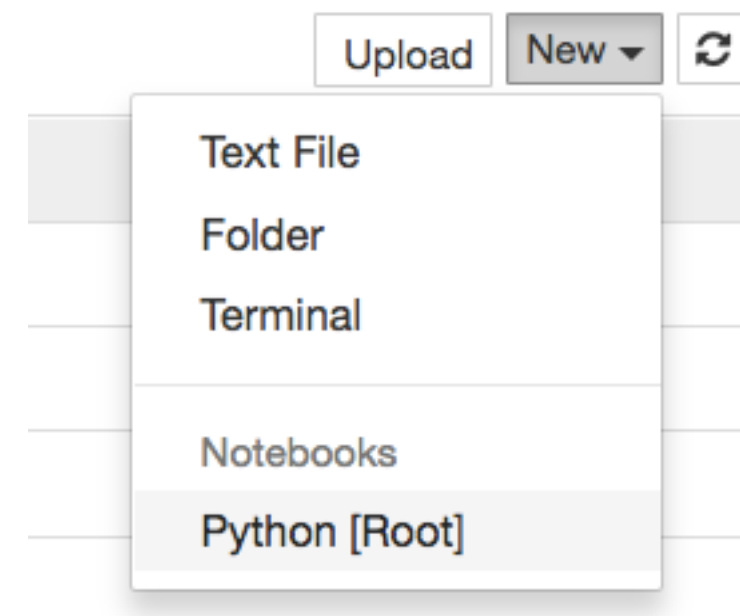 Upload New
Text File
Folder
Terminal
Notebooks
Python [Root]